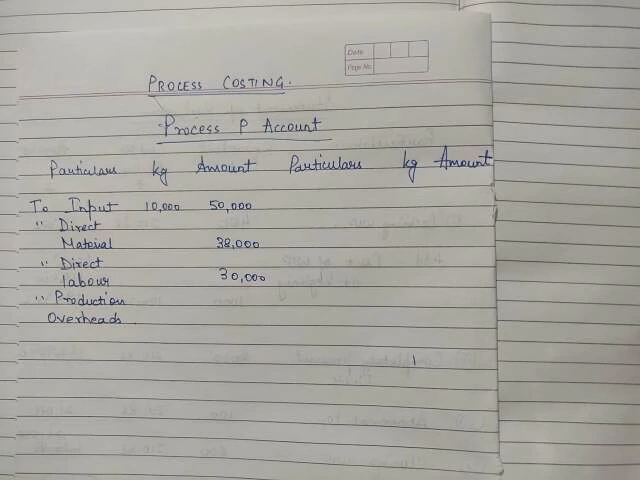 Date
Page No.
PROCESS COSTING.
Process P Account
Particulars kg Amount Particulars kg Amount
To Input 10,000 50,000
" Direct
Material 38,000
" Direct
labour 30,000
" Production
Overheads